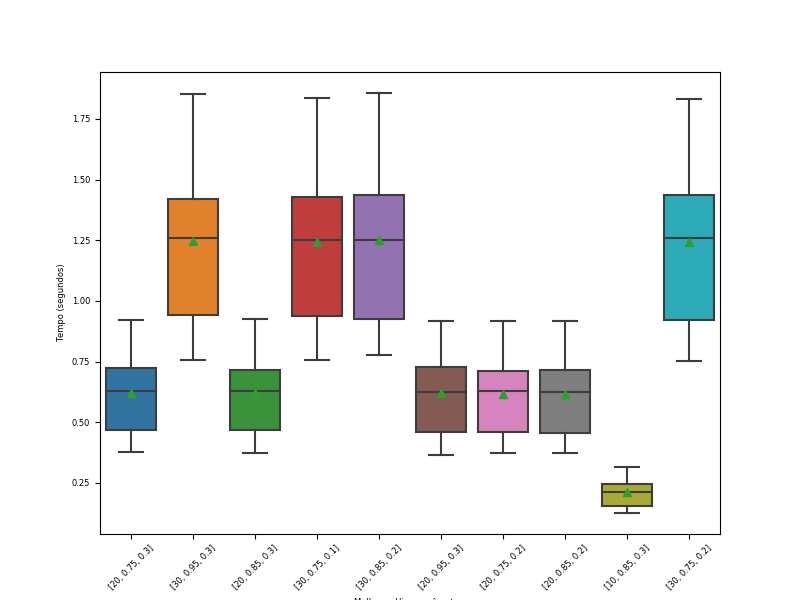 Tempo (segundos)
1.75
1.50
1.25
1.00
0.75
0.50
0.25
[20, 0.75, 0.3]
[30, 0.95, 0.3]
[20, 0.85, 0.3]
[30, 0.75, 0.1]
[30, 0.85, 0.2]
[20, 0.95, 0.3]
[20, 0.75, 0.2]
[20, 0.85, 0.2]
[10, 0.85, 0.3]
[30, 0.75, 0.2]